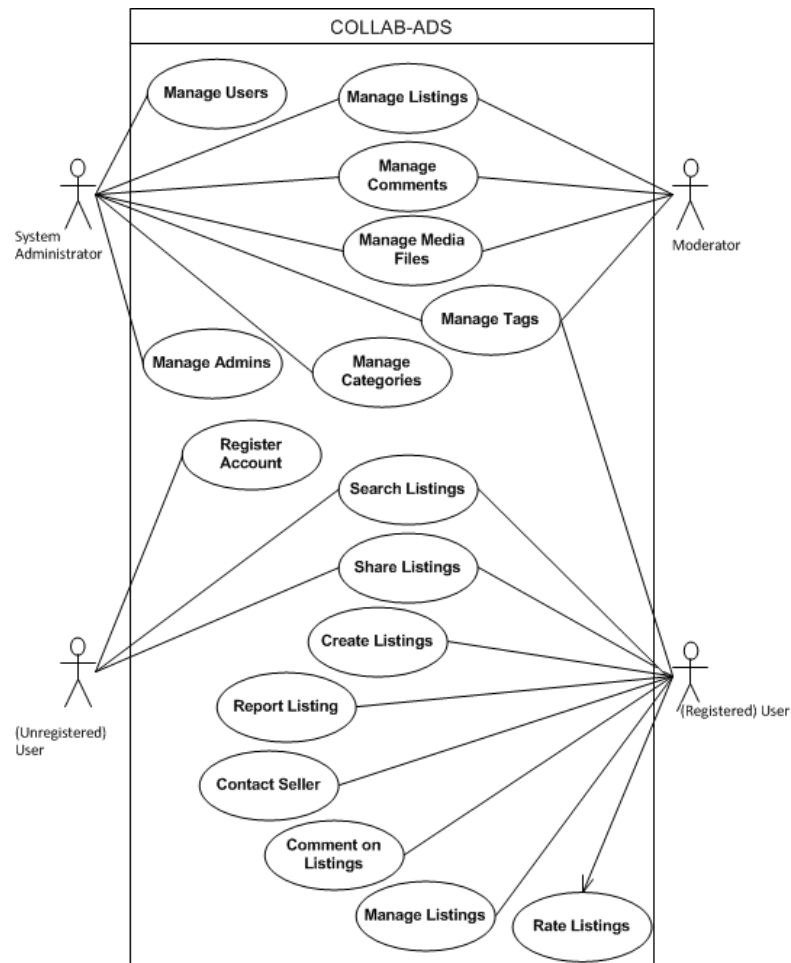 COLLAB-ADS
Manage Users
Manage Listings
Manage
Comments
System
Administrator
Manage Media
Files
Moderator
Manage Tags
Manage Admins
Manage
Categories
Register
Account
Search Listings
Share Listings
Create Listings
Report Listing
(Unregistered)
User
(Registered) User
Contact Seller
Comment on
Listings
Manage Listings
Rate Listings